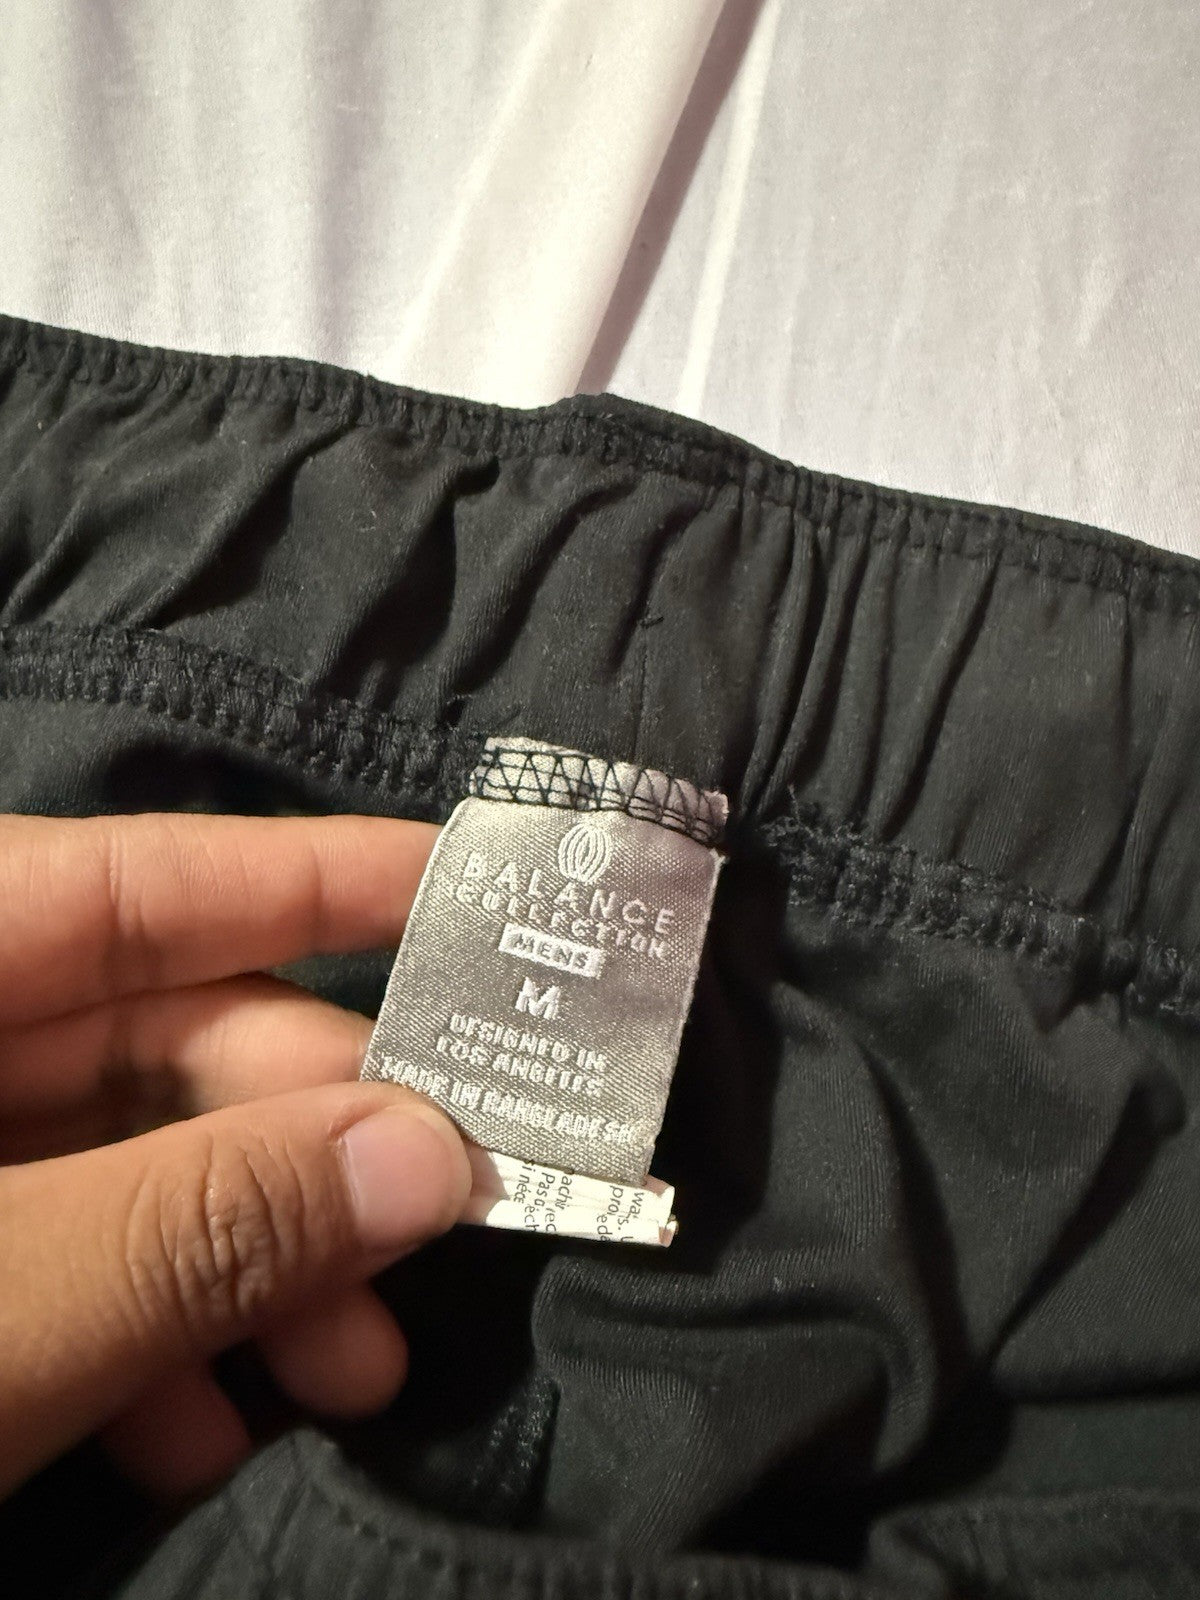 BALANCE
COLLECTION
MENS
M
DESIGNED IN
LOS ANGELES
MADE IN BANGLADESH